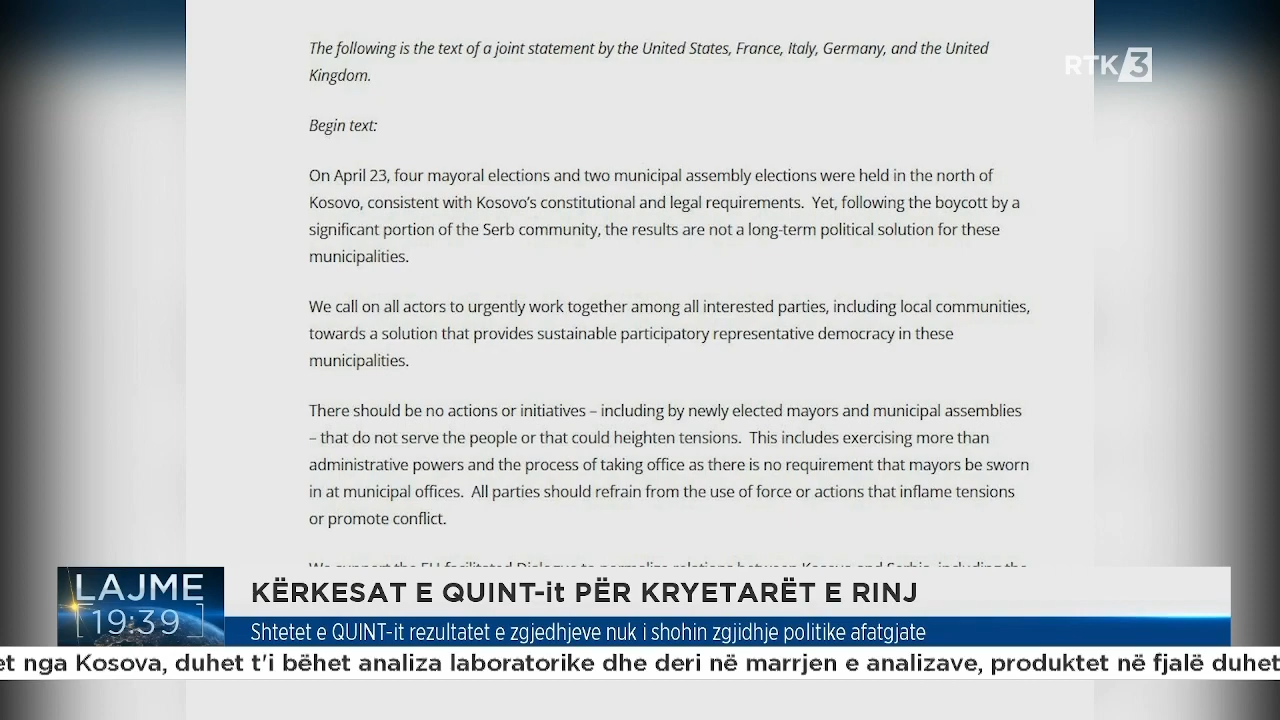 The following is the text of a joint statement by the United States, France, Italy, Germany, and the United
Kingdom.
RTK 3
Begin text:
On April 23, four mayoral elections and two municipal assembly elections were held in the north of
Kosovo, consistent with Kosovo’s constitutional and legal requirements.  Yet, following the boycott by a
significant portion of the Serb community, the results are not a long-term political solution for these
municipalities.
We call on all actors to urgently work together among all interested parties, including local communities,
towards a solution that provides sustainable participatory representative democracy in these
municipalities.
There should be no actions or initiatives – including by newly elected mayors and municipal assemblies
– that do not serve the people or that could heighten tensions.  This includes exercising more than
administrative powers and the process of taking office as there is no requirement that mayors be sworn
in at municipal offices.  All parties should refrain from the use of force or actions that inflame tensions
or promote conflict.
LAJME
19:39
KËRKESAT E QUINT-it PËR KRYETARËT E RINJ
Shtetet e QUINT-it rezultatet e zgjedhjeve nuk i shohin zgjidhje politike afatgjate
et nga Kosova, duhet t'i bëhet analiza laboratorike dhe deri në marrjen e analizave, produktet në fjalë duhet